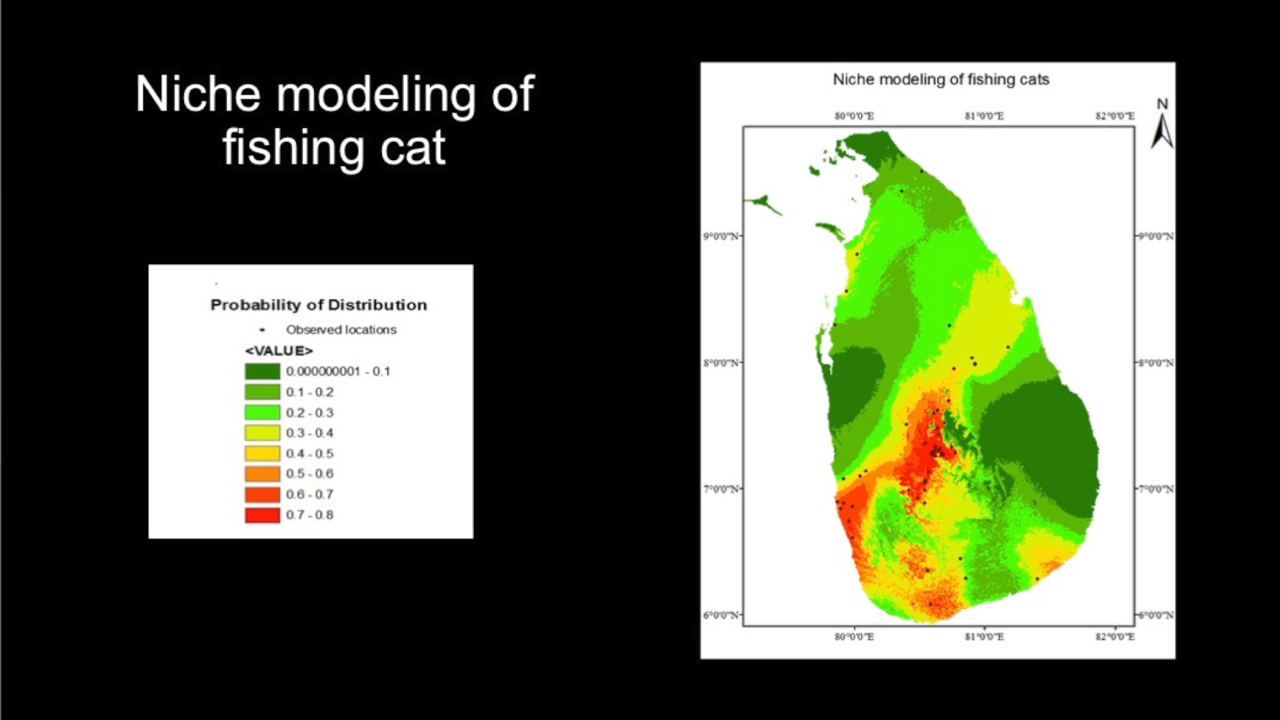 Niche modeling of
fishing cat
Probability of Distribution
Observed locations
<VALUE>
0.000000001 - 0.1
0.1 - 0.2
0.2 - 0.3
0.3 - 0.4
0.4 - 0.5
0.5 - 0.6
0.6 - 0.7
0.7 - 0.8
Niche modeling of fishing cats
N
80°0'0"E 81°0'0"E 82°0'0"E
9°0'0"N 9°0'0"N
8°0'0"N 8°0'0"N
7°0'0"N 7°0'0"N
6°0'0"N 6°0'0"N
80°0'0"E 81°0'0"E 82°0'0"E